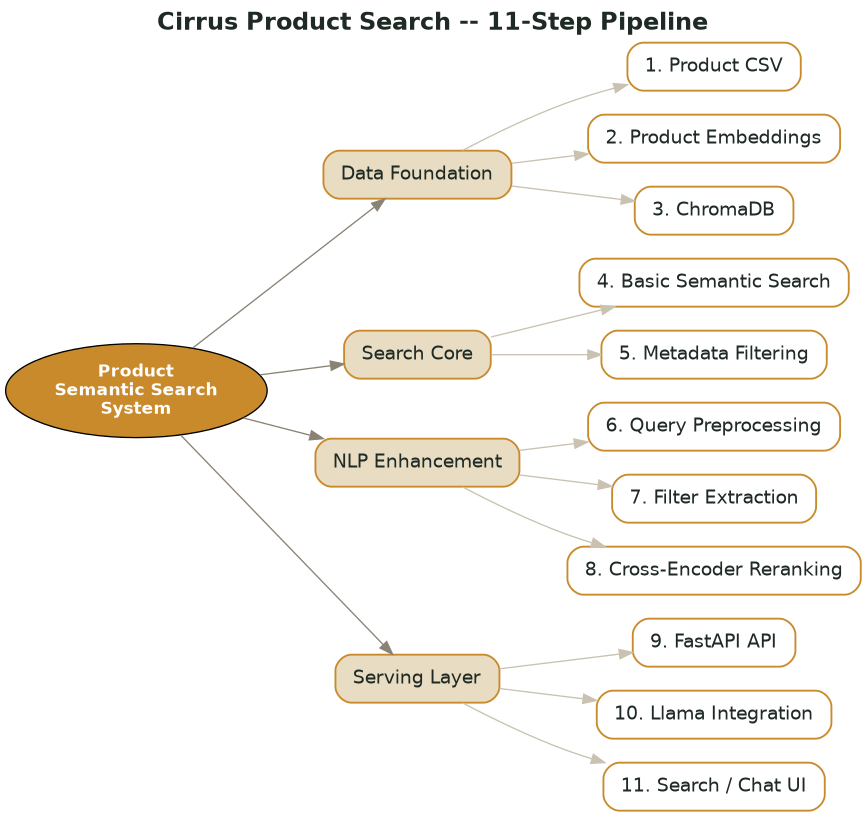 Cirrus Product Search -- 11-Step Pipeline
Product
Semantic Search
System
Data Foundation
1. Product CSV
2. Product Embeddings
3. ChromaDB
Search Core
4. Basic Semantic Search
5. Metadata Filtering
NLP Enhancement
6. Query Preprocessing
7. Filter Extraction
8. Cross-Encoder Reranking
Serving Layer
9. FastAPI API
10. Llama Integration
11. Search / Chat UI